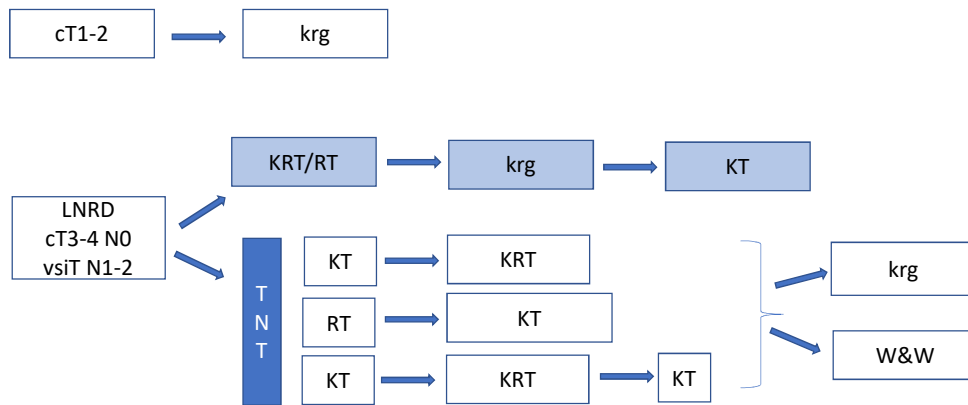 cT1-2
krg
KRT/RT
krg
KT
LNRD
cT3-4 N0
vsiT N1-2
T
N
T
KT
KRT
RT
KT
KT
KRT
KT
krg
W&W